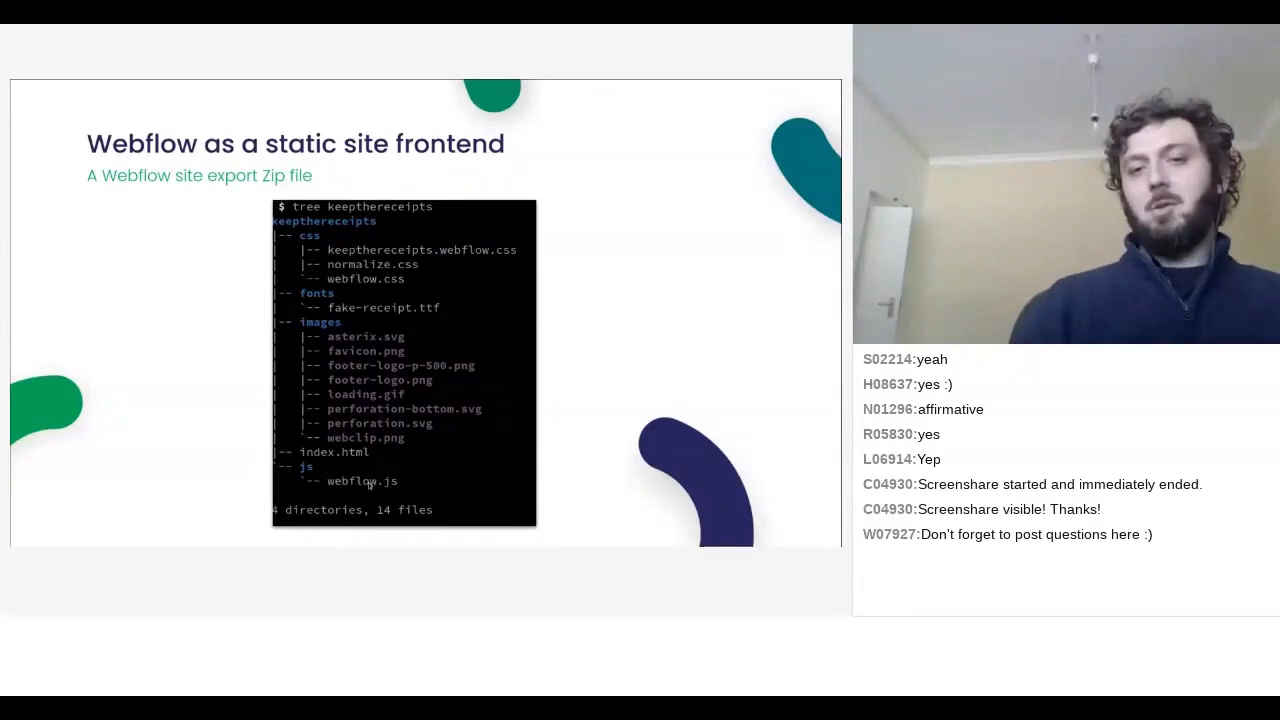 Webflow as a static site frontend
A Webflow site export Zip file
$ tree keepthereceipts
keepthereceipts
|-- css
|   |-- keepthereceipts.webflow.css
|   |-- normalize.css
|   `-- webflow.css
|-- fonts
|   `-- fake-receipt.ttf
|-- images
|   |-- asterix.svg
|   |-- favicon.png
|   |-- footer-logo-p-500.png
|   |-- footer-logo.png
|   |-- loading.gif
|   |-- perforation-bottom.svg
|   |-- perforation.svg
|   `-- webclip.png
|-- index.html
`-- js
    `-- webflow.js
4 directories, 14 files
S02214:yeah
H08637:yes :)
N01296:affirmative
R05830:yes
L06914:Yep
C04930:Screenshare started and immediately ended.
C04930:Screenshare visible! Thanks!
W07927:Don't forget to post questions here :)